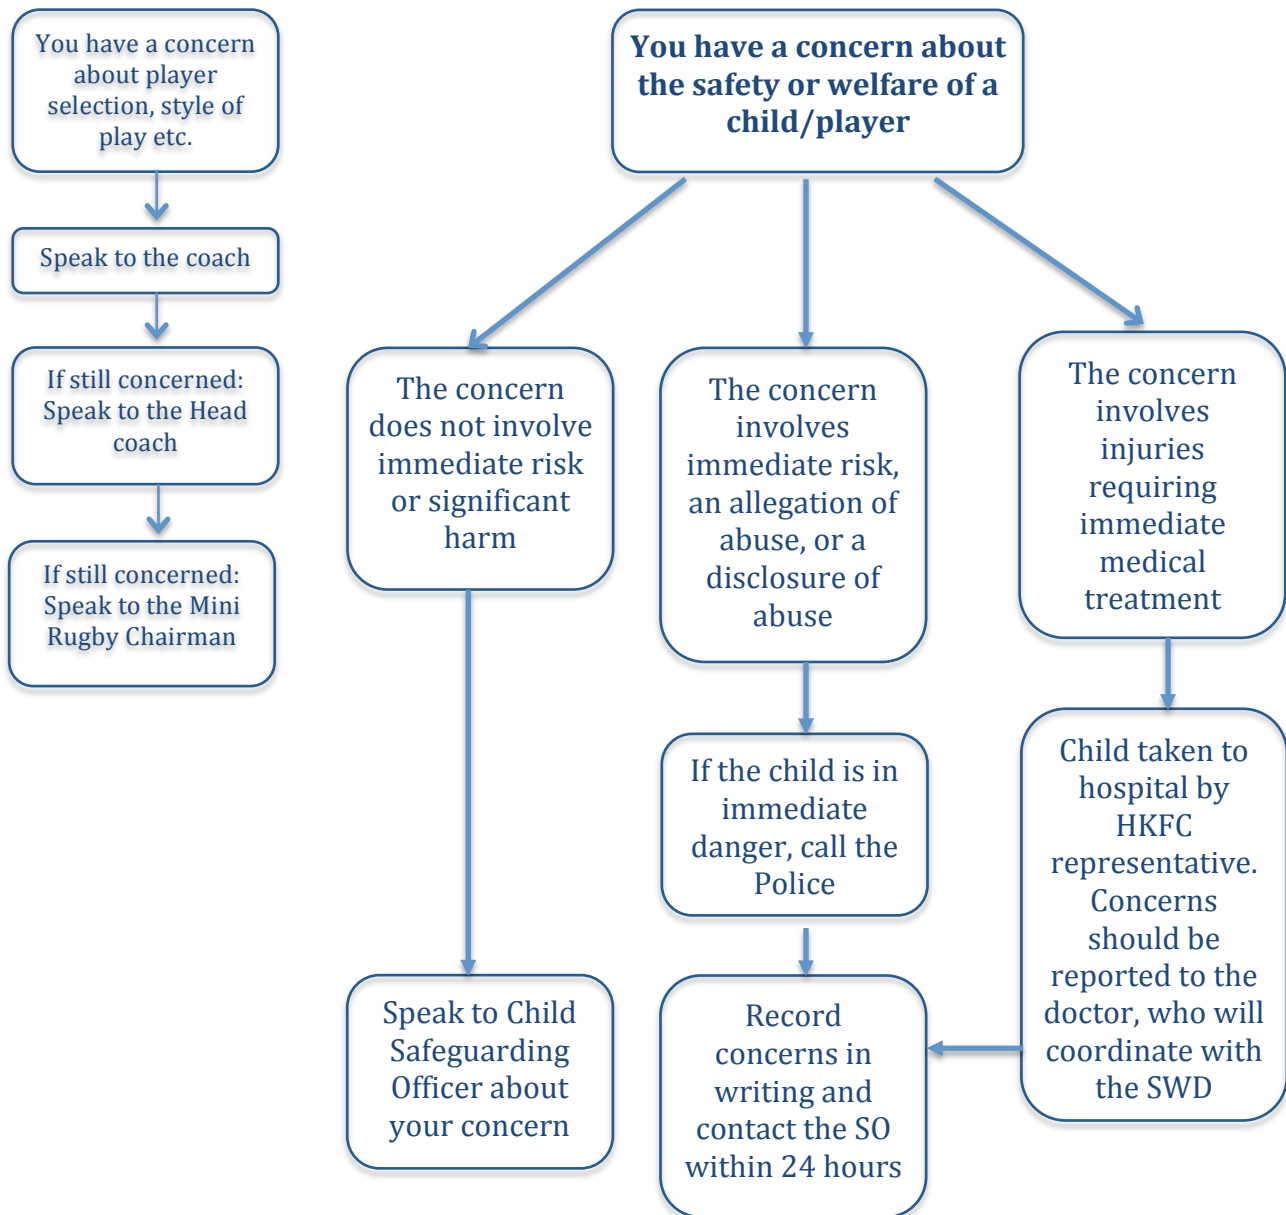 You have a concern
about player
selection, style of
play etc.
Speak to the coach
If still concerned:
Speak to the Head
coach
If still concerned:
Speak to the Mini
Rugby Chairman
You have a concern about
the safety or welfare of a
child/player
The concern
does not involve
immediate risk
or significant
harm
Speak to Child
Safeguarding
Officer about
your concern
The concern
involves
immediate risk,
an allegation of
abuse, or a
disclosure of
abuse
If the child is in
immediate
danger, call the
Police
Record
concerns in
writing and
contact the SO
within 24 hours
The concern
involves
injuries
requiring
immediate
medical
treatment
Child taken to
hospital by
HKFC
representative.
Concerns
should be
reported to the
doctor, who will
coordinate with
the SWD